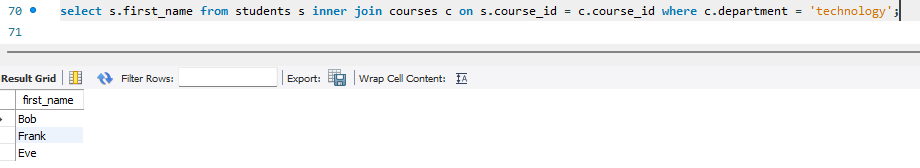 70 select s.first_name from students s inner join courses c on s.course_id = c.course_id where c.department = 'technology';
71
Result Grid Filter Rows: Export: Wrap Cell Content: IA
first_name
Bob
Frank
Eve